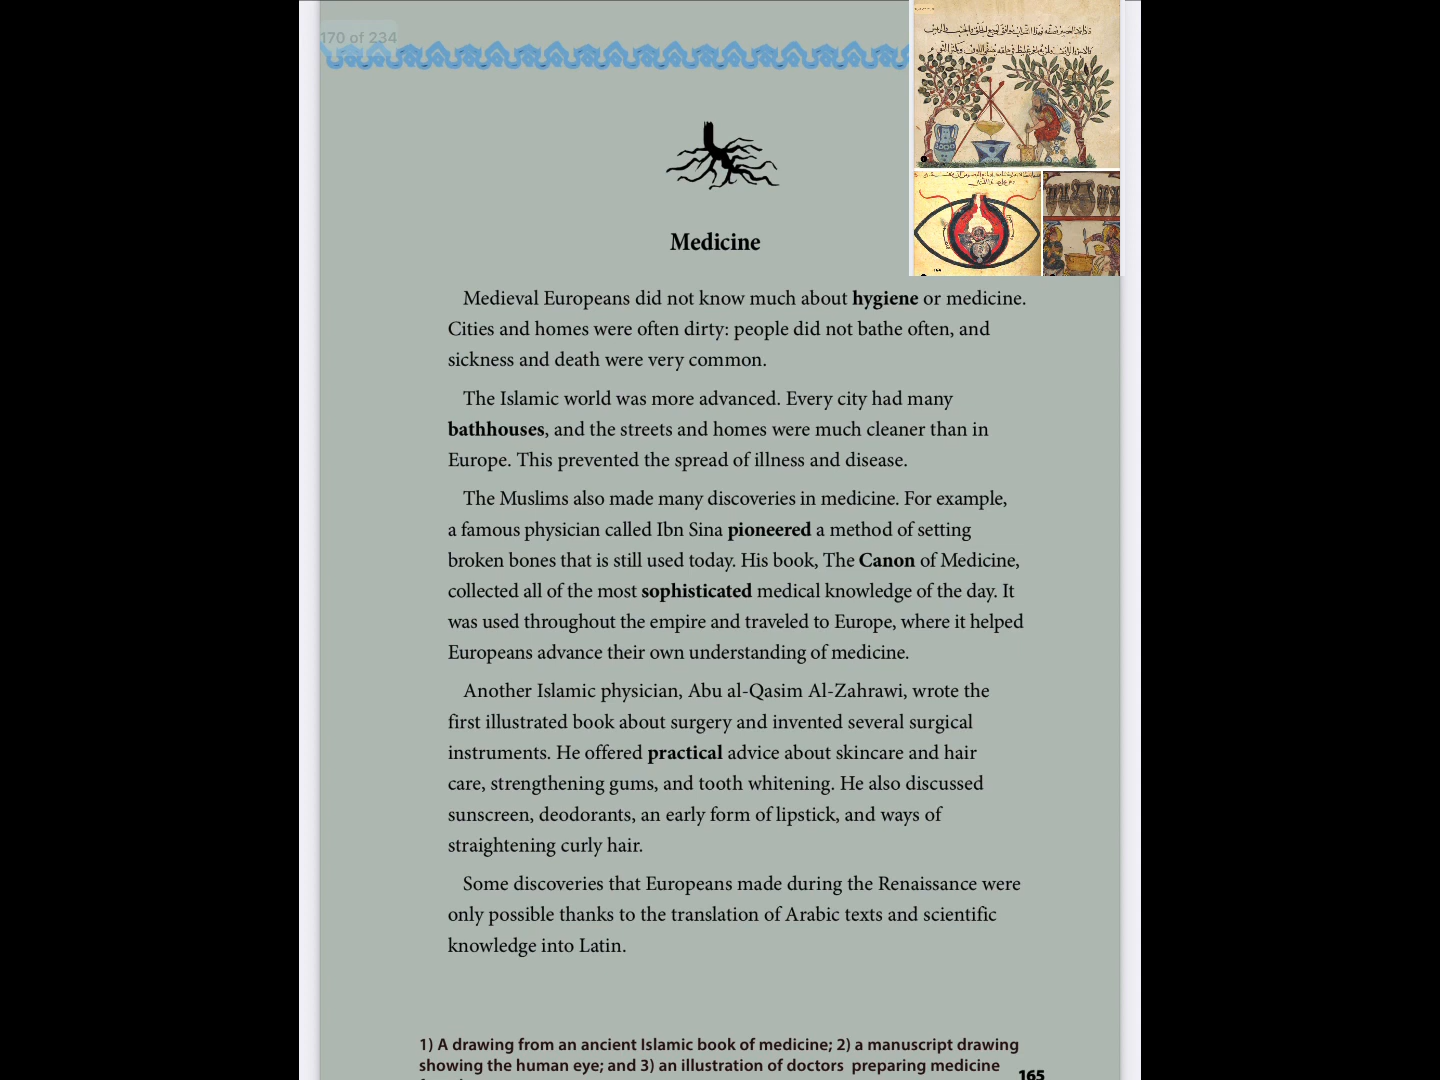 170 of 234
Medicine
Medieval Europeans did not know much about hygiene or medicine.
Cities and homes were often dirty: people did not bathe often, and
sickness and death were very common.
The Islamic world was more advanced. Every city had many
bathhouses, and the streets and homes were much cleaner than in
Europe. This prevented the spread of illness and disease.
The Muslims also made many discoveries in medicine. For example,
a famous physician called Ibn Sina pioneered a method of setting
broken bones that is still used today. His book, The Canon of Medicine,
collected all of the most sophisticated medical knowledge of the day. It
was used throughout the empire and traveled to Europe, where it helped
Europeans advance their own understanding of medicine.
Another Islamic physician, Abu al-Qasim Al-Zahrawi, wrote the
first illustrated book about surgery and invented several surgical
instruments. He offered practical advice about skincare and hair
care, strengthening gums, and tooth whitening. He also discussed
sunscreen, deodorants, an early form of lipstick, and ways of
straightening curly hair.
Some discoveries that Europeans made during the Renaissance were
only possible thanks to the translation of Arabic texts and scientific
knowledge into Latin.
1) A drawing from an ancient Islamic book of medicine; 2) a manuscript drawing
showing the human eye; and 3) an illustration of doctors preparing medicine
165